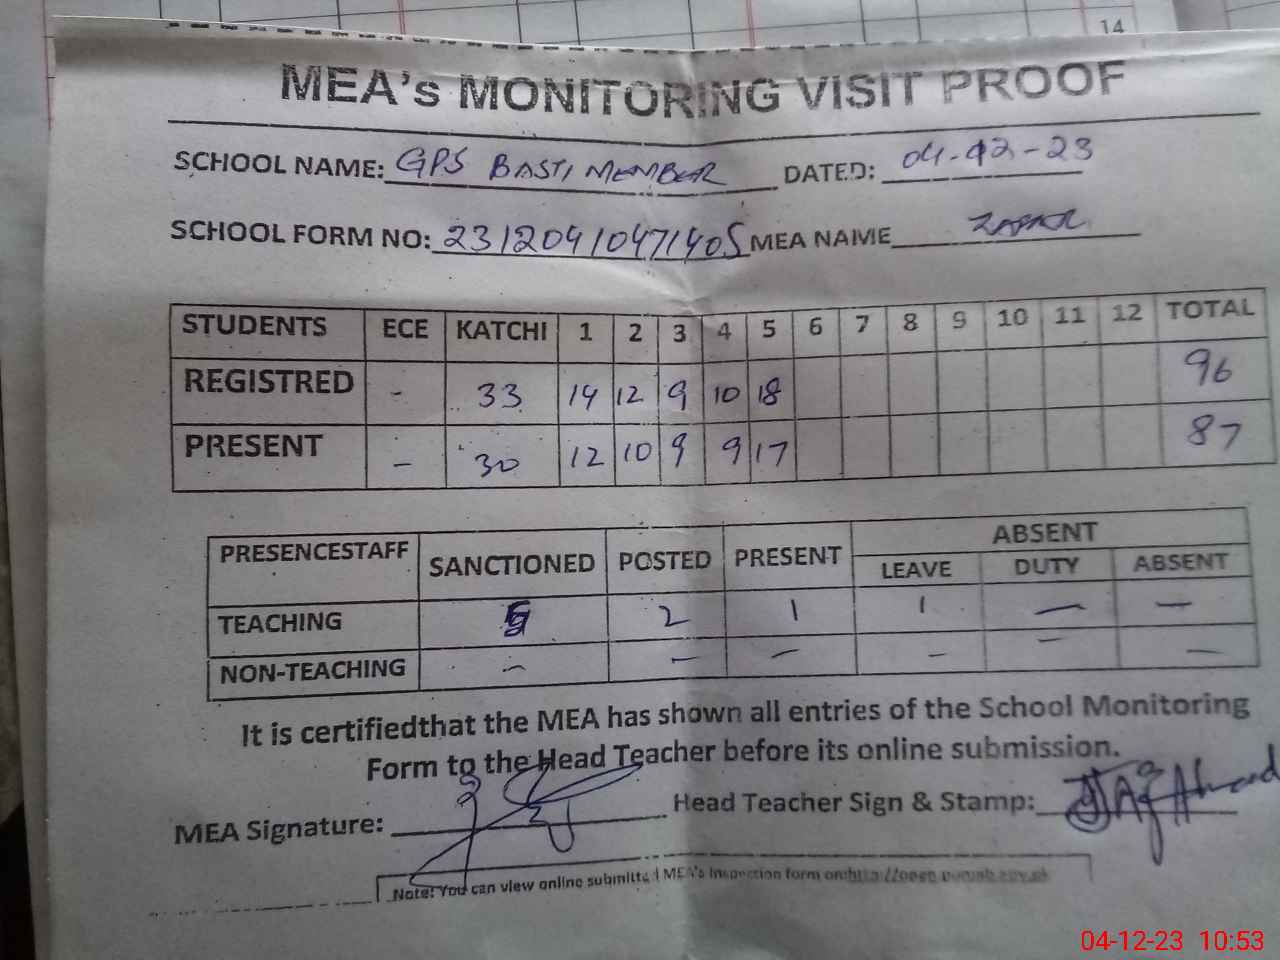 14
MEA's MONITORING VISIT PROOF
SCHOOL NAME: GPS BASTI MEMBER DATED: 04-12-23
SCHOOL FORM NO: 23120410471405 MEA NAME ZAFAR
STUDENTS ECE KATCHI 1 2 3 4 5 6 7 8 9 10 11 12 TOTAL
REGISTRED - 33 14 12 9 10 18 96
PRESENT - 30 12 10 9 9 17 87
PRESENCESTAFF SANCTIONED POSTED PRESENT ABSENT
LEAVE DUTY ABSENT
TEACHING 2 1 1 - -
NON-TEACHING - - - - - -
It is certifiedthat the MEA has shown all entries of the School Monitoring
Form to the Head Teacher before its online submission.
MEA Signature: Head Teacher Sign & Stamp:
Note: You can view online submitted MEA's Inspection form on:
04-12-23 10:53